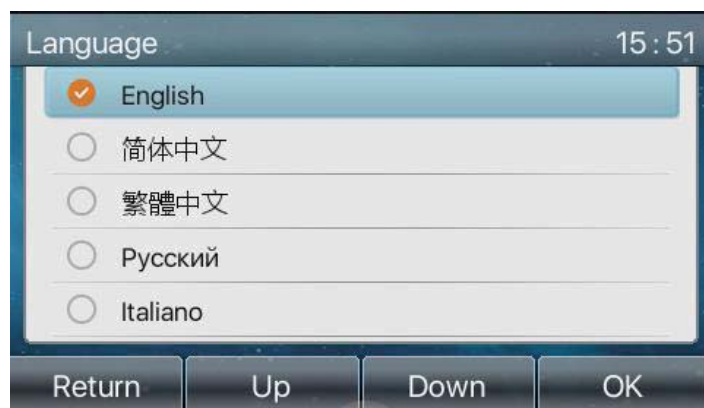 Language 15:51
English
简体中文
繁體中文
Русский
Italiano
Return Up Down OK